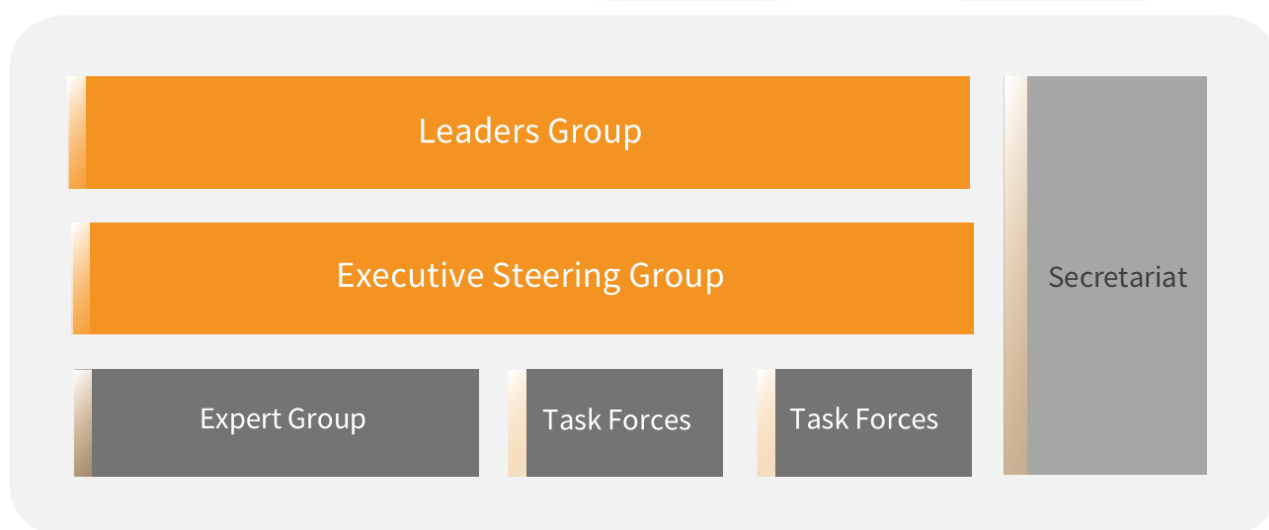 Leaders Group
Executive Steering Group
Secretariat
Expert Group
Task Forces
Task Forces